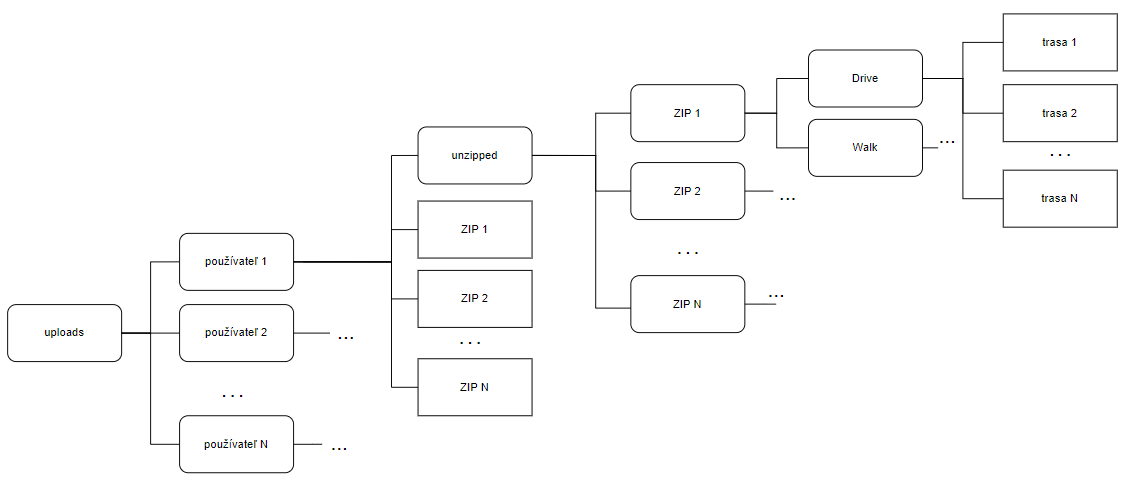 uploads
používateľ 1
používateľ 2
...
...
používateľ N
...
unzipped
ZIP 1
ZIP 2
...
ZIP N
ZIP 1
ZIP 2
...
...
ZIP N
...
Drive
Walk
...
trasa 1
trasa 2
...
trasa N